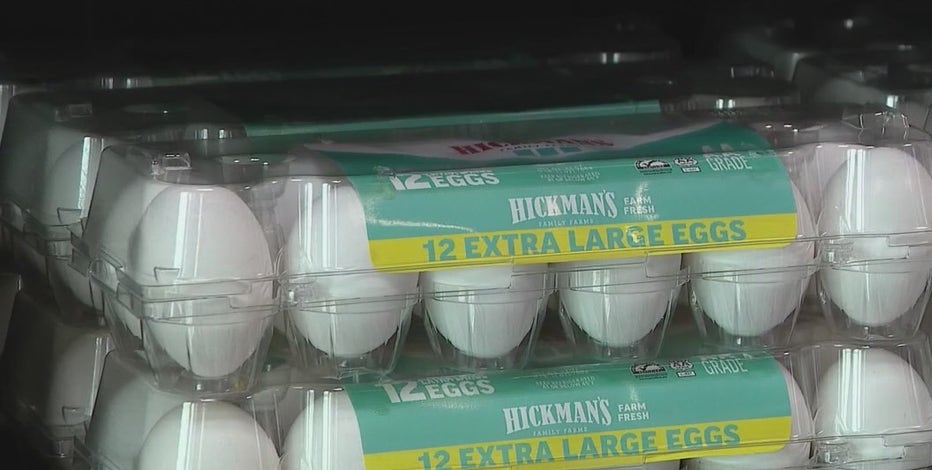 12 EGGS
GRADE
HICKMAN'S
FARM
FRESH
FAMILY FARMS
12 EXTRA LARGE EGGS
12 EGGS
GRADE
HICKMAN'S
FARM
FRESH
FAMILY FARMS
12 EXTRA LARGE EGGS